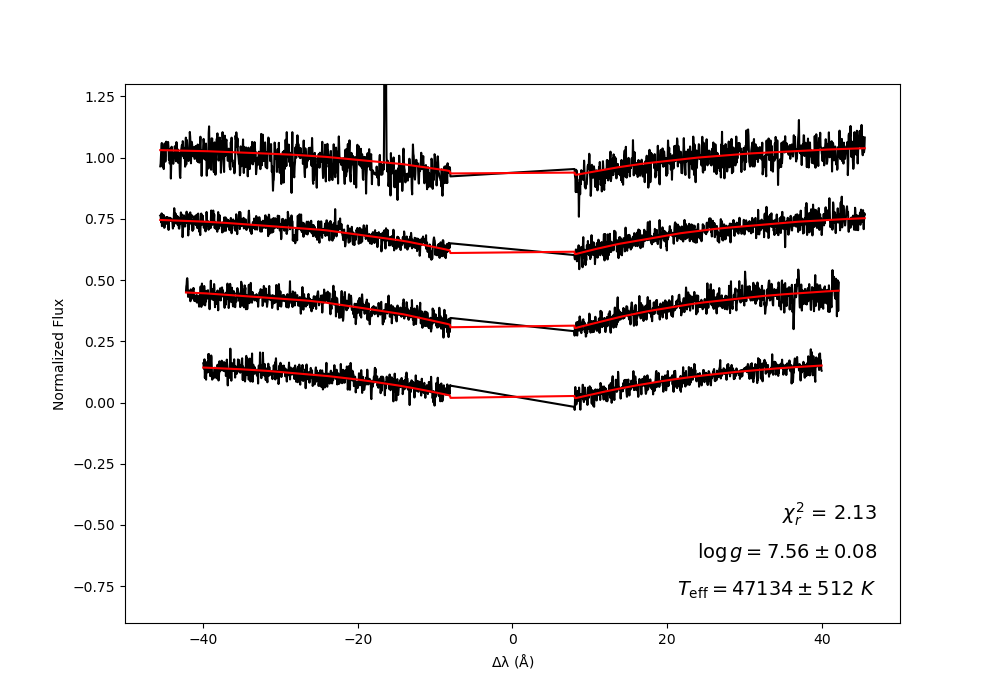 1.25
1.00
0.75
0.50
0.25
0.00
−0.25
−0.50
−0.75
Normalized Flux
χ²ᵣ = 2.13
log g = 7.56 ± 0.08
T_eff = 47134 ± 512 K
−40 −20 0 20 40
Δλ (Å)